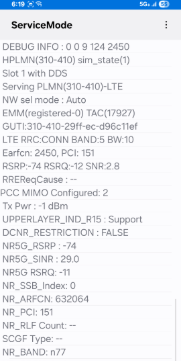 6:19
5G
ServiceMode
DEBUG INFO : 0 0 9 124 2450
HPLMN(310-410) sim_state(1)
Slot 1 with DDS
Serving PLMN(310-410)-LTE
NW sel mode : Auto
EMM(registered-0) TAC(17927)
GUTI:310-410-29ff-ec-d96c11ef
LTE RRC:CONN BAND:5 BW:10
Earfcn: 2450, PCI: 151
RSRP:-74 RSRQ:-12 SNR:2.8
RREReqCause : --
PCC MIMO Configured: 2
Tx Pwr : -1 dBm
UPPERLAYER_IND_R15 : Support
DCNR_RESTRICTION : FALSE
NR5G_RSRP : -74
NR5G_SINR : 29.0
NR5G RSRQ: -11
NR_SSB_Index: 0
NR_ARFCN: 632064
NR_PCI: 151
NR_RLF Count: --
SCGF Type: --
NR_BAND: n77